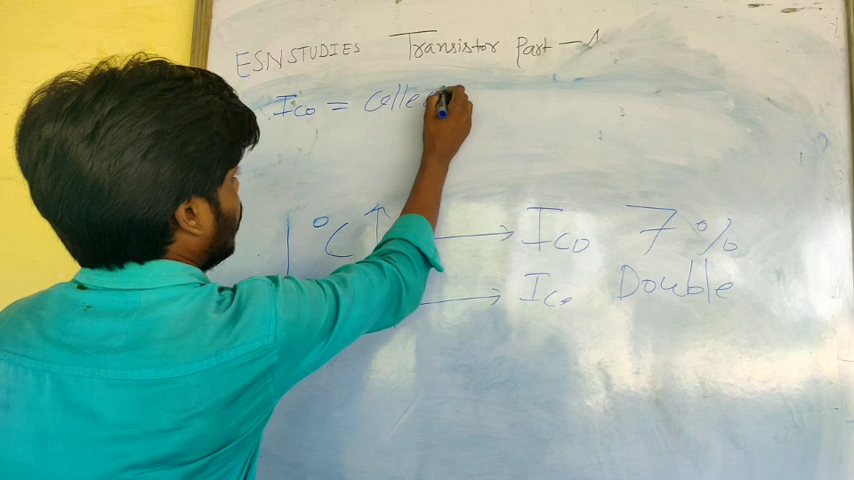 ESN STUDIES Transistor Part - 1
Ico = Colle
1°C ↑ → Ico 7%
→ Ico Double